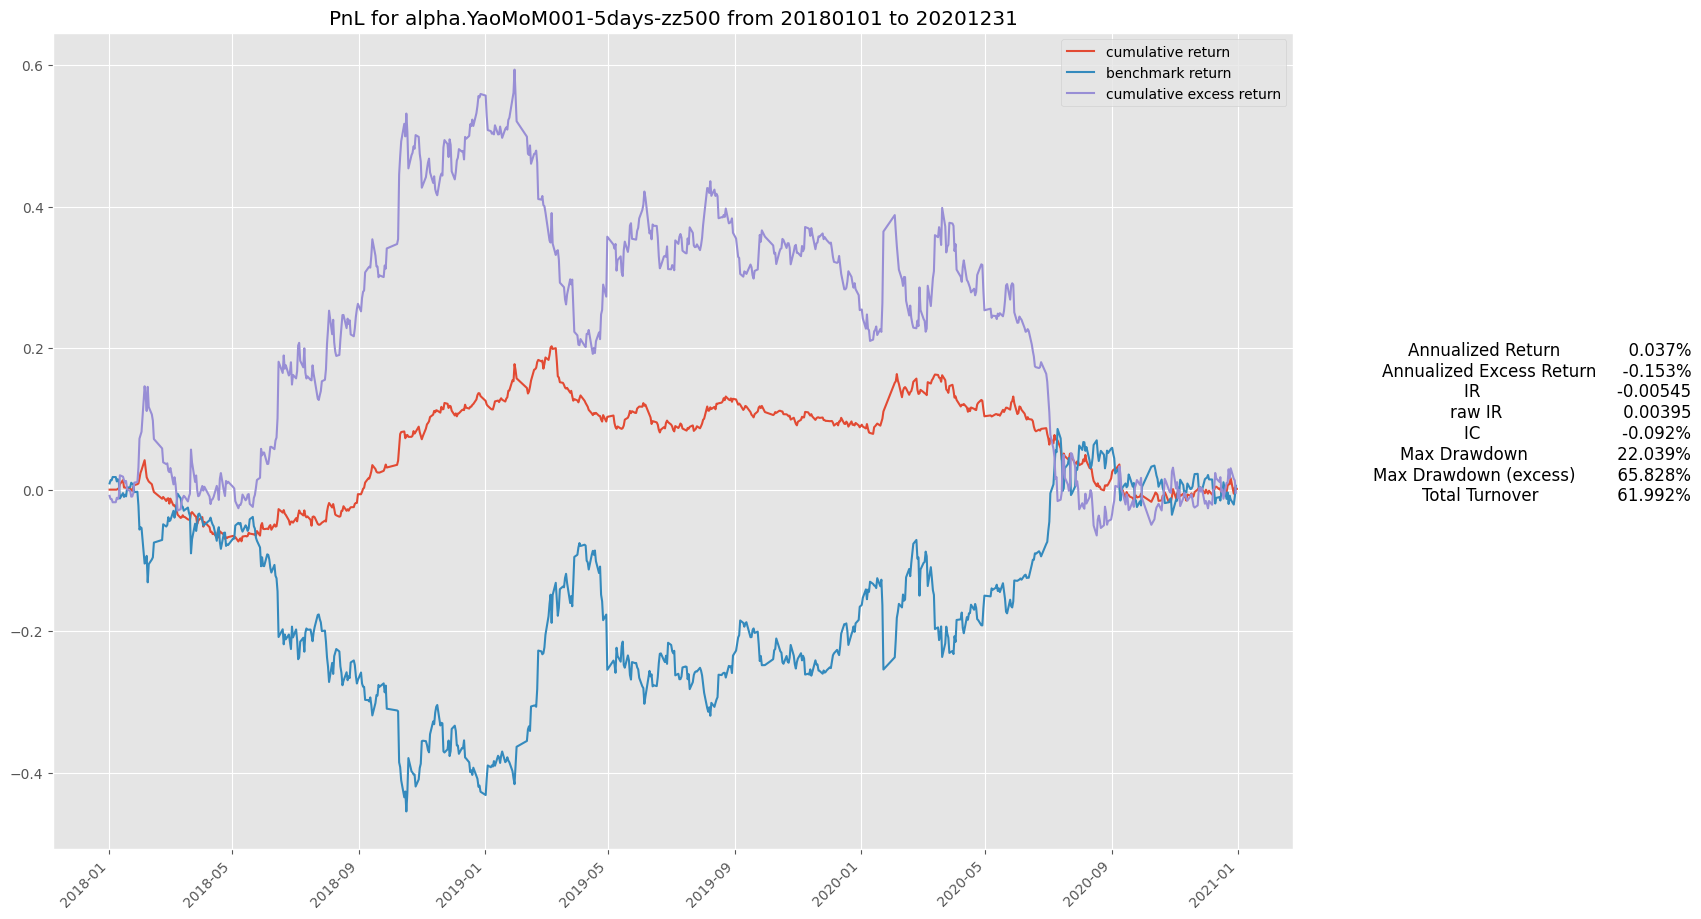 PnL for alpha.YaoMoM001-5days-zz500 from 20180101 to 20201231
cumulative return
benchmark return
cumulative excess return
0.6
0.4
0.2
0.0
−0.2
−0.4
2018-01
2018-05
2018-09
2019-01
2019-05
2019-09
2020-01
2020-05
2020-09
2021-01
Annualized Return 0.037%
Annualized Excess Return -0.153%
IR -0.00545
raw IR 0.00395
IC -0.092%
Max Drawdown 22.039%
Max Drawdown (excess) 65.828%
Total Turnover 61.992%